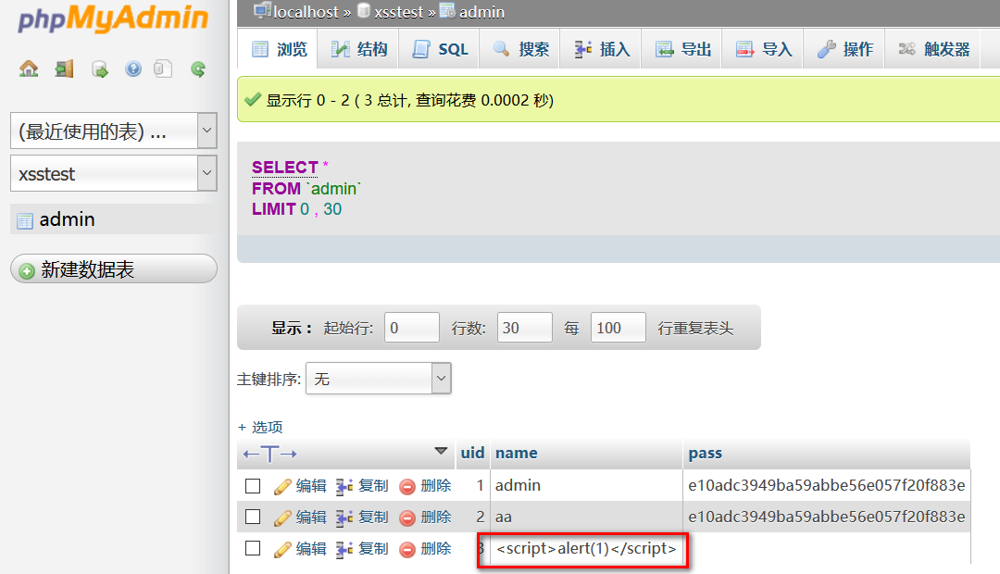 phpMyAdmin
(最近使用的表) ...
xsstest
admin
新建数据表
localhost » xsstest » admin
浏览 结构 SQL 搜索 插入 导出 导入 操作 触发器
显示行 0 - 2 ( 3 总计, 查询花费 0.0002 秒)
SELECT *
FROM `admin`
LIMIT 0 , 30
显示 : 起始行: 0 行数: 30 每 100 行重复表头
主键排序: 无
+ 选项
←T→ uid name pass
编辑 复制 删除 1 admin e10adc3949ba59abbe56e057f20f883e
编辑 复制 删除 2 aa e10adc3949ba59abbe56e057f20f883e
编辑 复制 删除 3 <script>alert(1)</script>